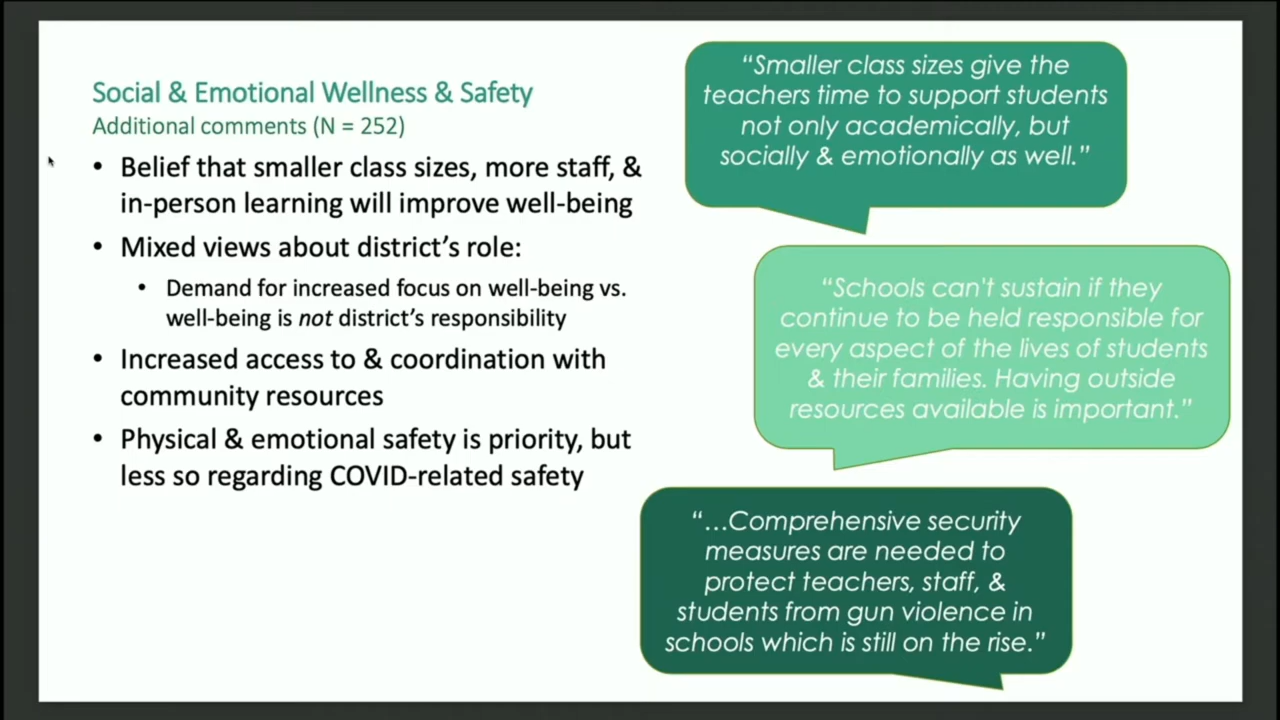 Social & Emotional Wellness & Safety
Additional comments (N = 252)
• Belief that smaller class sizes, more staff, &
in-person learning will improve well-being
• Mixed views about district’s role:
• Demand for increased focus on well-being vs.
well-being is not district’s responsibility
• Increased access to & coordination with
community resources
• Physical & emotional safety is priority, but
less so regarding COVID-related safety
“Smaller class sizes give the
teachers time to support students
not only academically, but
socially & emotionally as well.”
“Schools can't sustain if they
continue to be held responsible for
every aspect of the lives of students
& their families. Having outside
resources available is important.”
“…Comprehensive security
measures are needed to
protect teachers, staff, &
students from gun violence in
schools which is still on the rise.”